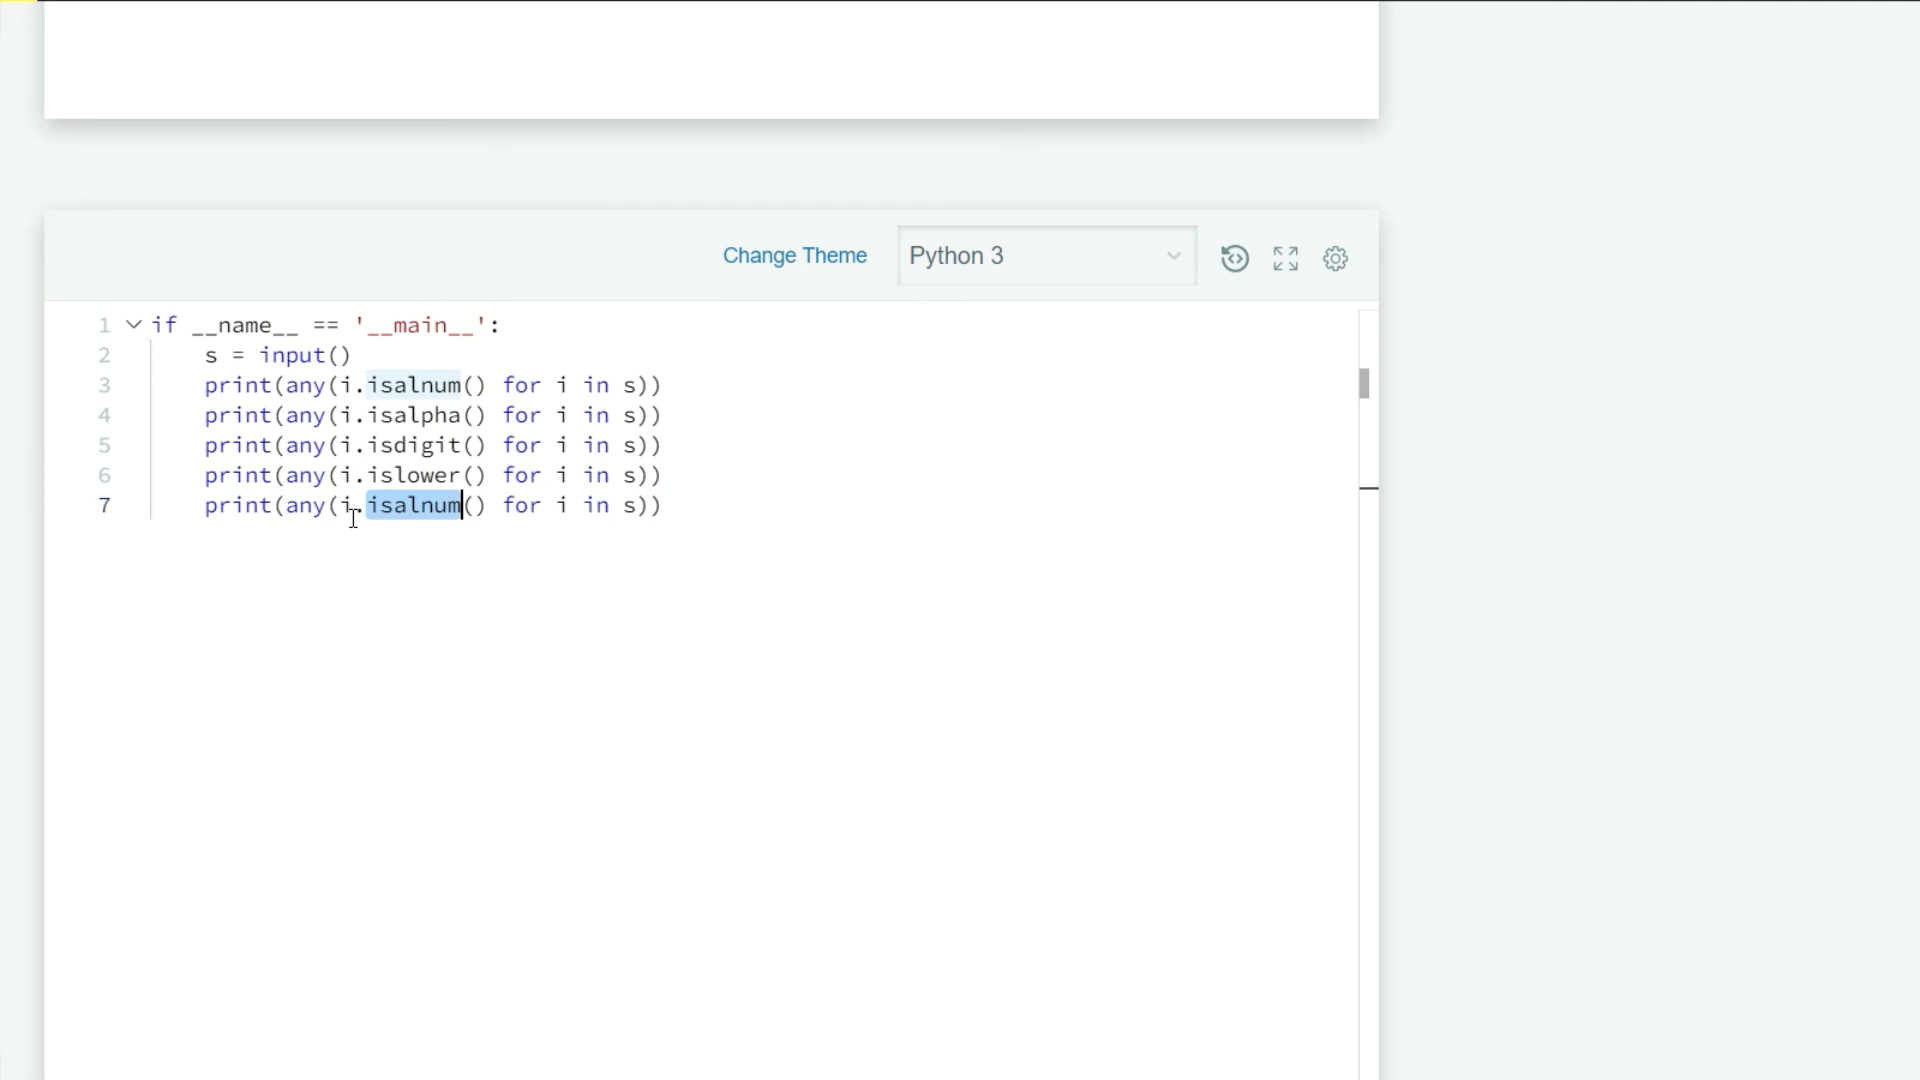 Change Theme
Python 3
1 if __name__ == '__main__':
2 s = input()
3 print(any(i.isalnum() for i in s))
4 print(any(i.isalpha() for i in s))
5 print(any(i.isdigit() for i in s))
6 print(any(i.islower() for i in s))
7 print(any(i.isalnum() for i in s))